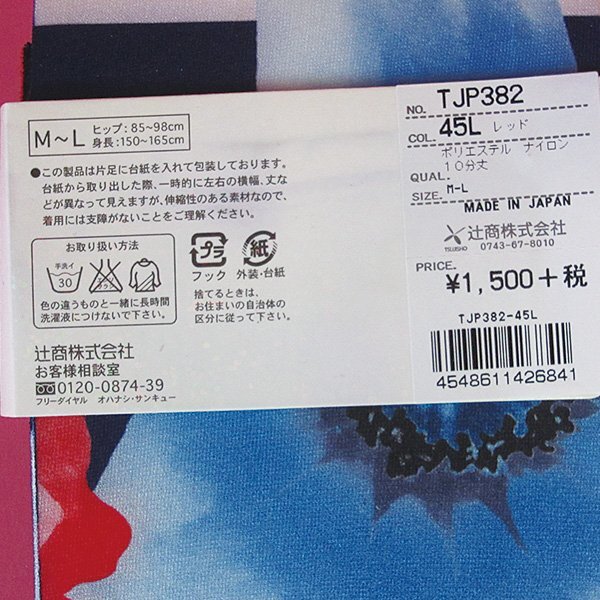 M～L
ヒップ：85~98cm
身長：150~165cm
●この製品は片足に台紙を入れて包装しております。
台紙から取り出した際、一時的に左右の横幅、丈な
どが異なって見えますが、伸縮性のある素材なので、
着用には支障がないことをご理解ください。
お取り扱い方法
手洗イ
30
色の違うものと一緒に長時間
洗濯液につけないで下さい。
プラ
フック
紙
外装・台紙
捨てるときは、
お住まいの自治体の
区分に従って下さい。
辻商株式会社
お客様相談室
0120-0874-39
フリーダイヤル オハナシ・サンキュー
NO. TJP382
COL. 45L レッド
ポリエステル ナイロン
QUAL. 10分丈
SIZE. M-L
MADE IN JAPAN
辻商株式会社
TSUSHO 0743-67-8010
PRICE.
¥1,500+税
TJP382-45L
4548611426841